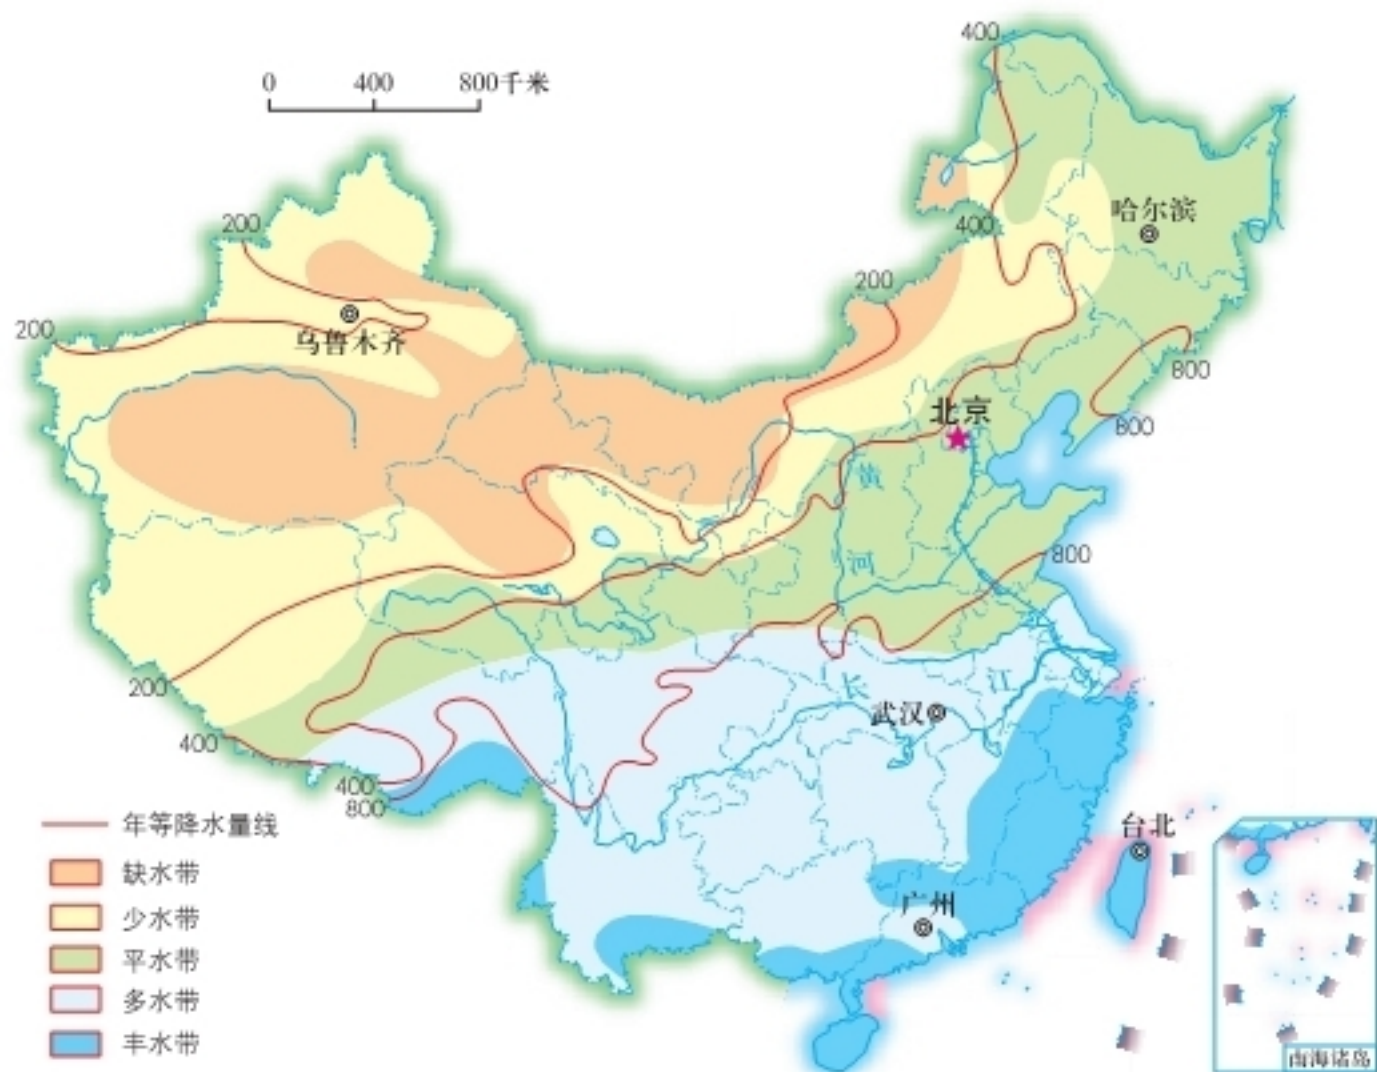 400
0 400 800千米
200
哈尔滨
400
200
200
乌鲁木齐
800
北京
800
黄
河
800
200
长 江
武汉
400
400
800
年等降水量线
缺水带
少水带
平水带
多水带
丰水带
台北
广州
南海诸岛